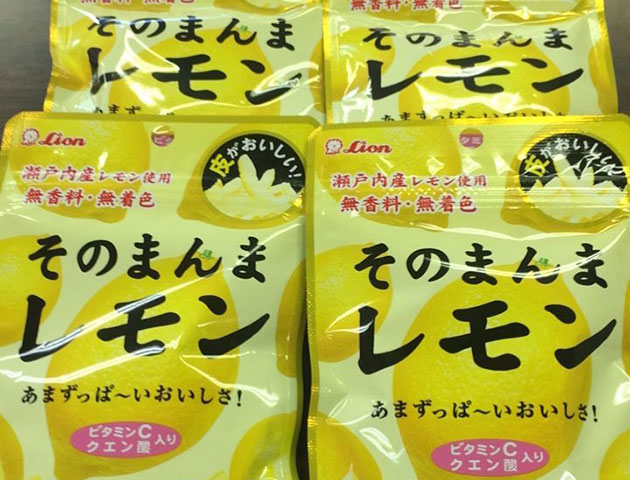 無香料・無着色
そのまんま
レモン
無香料・無着色
そのまんま
レモン
Lion
皮がおいしい!
瀬戸内産レモン使用
無香料・無着色
そのまんま
レモン
あまずっぱ〜いおいしさ!
ビタミンC
クエン酸入り
Lion
皮がおいしい!
瀬戸内産レモン使用
無香料・無着色
そのまんま
レモン
あまずっぱ〜いおいしさ!
ビタミンC
クエン酸入り